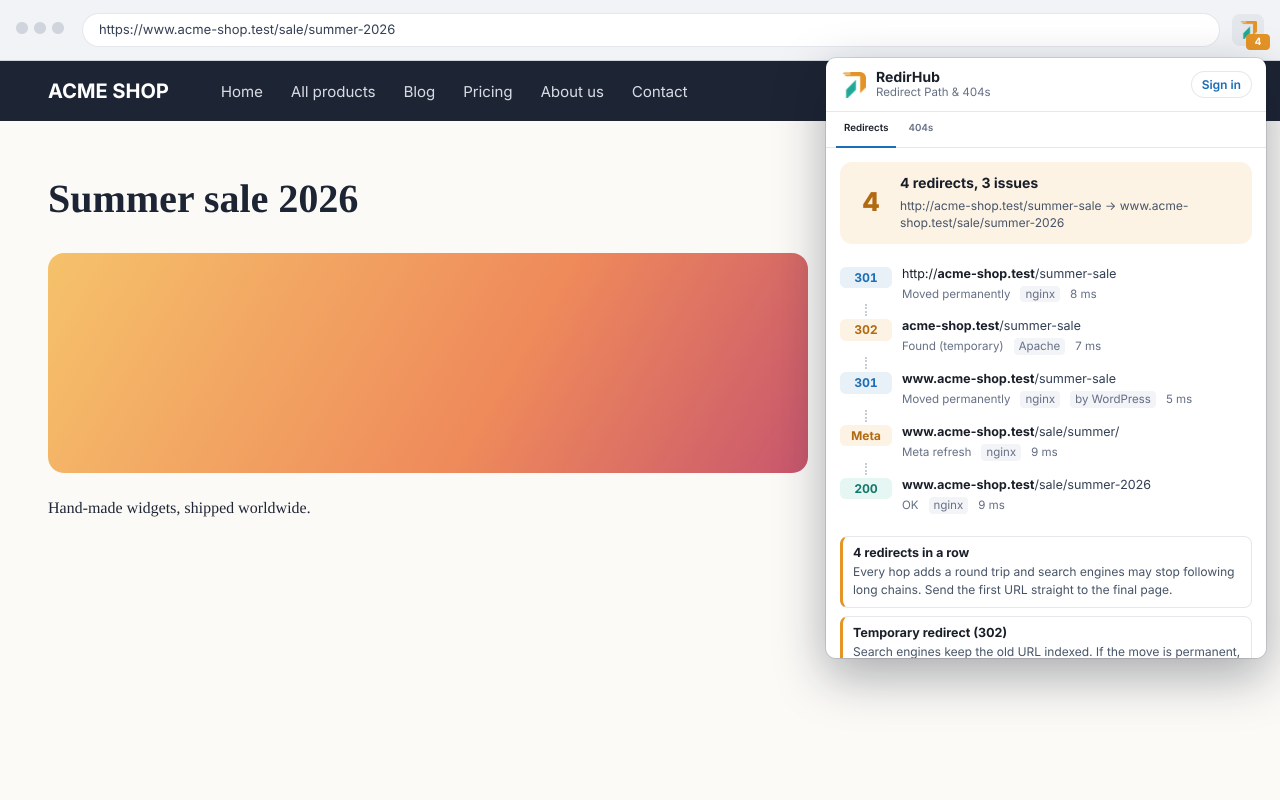 https://www.acme-shop.test/sale/summer-2026
4
ACME SHOP
Home
All products
Blog
Pricing
About us
Contact
Summer sale 2026
Hand-made widgets, shipped worldwide.
RedirHub
Redirect Path & 404s
Sign in
Redirects
404s
4
4 redirects, 3 issues
http://acme-shop.test/summer-sale → www.acme-
shop.test/sale/summer-2026
301
http://acme-shop.test/summer-sale
Moved permanently nginx 8 ms
302
acme-shop.test/summer-sale
Found (temporary) Apache 7 ms
301
www.acme-shop.test/summer-sale
Moved permanently nginx by WordPress 5 ms
Meta
www.acme-shop.test/sale/summer/
Meta refresh nginx 9 ms
200
www.acme-shop.test/sale/summer-2026
OK nginx 9 ms
4 redirects in a row
Every hop adds a round trip and search engines may stop following
long chains. Send the first URL straight to the final page.
Temporary redirect (302)
Search engines keep the old URL indexed. If the move is permanent,